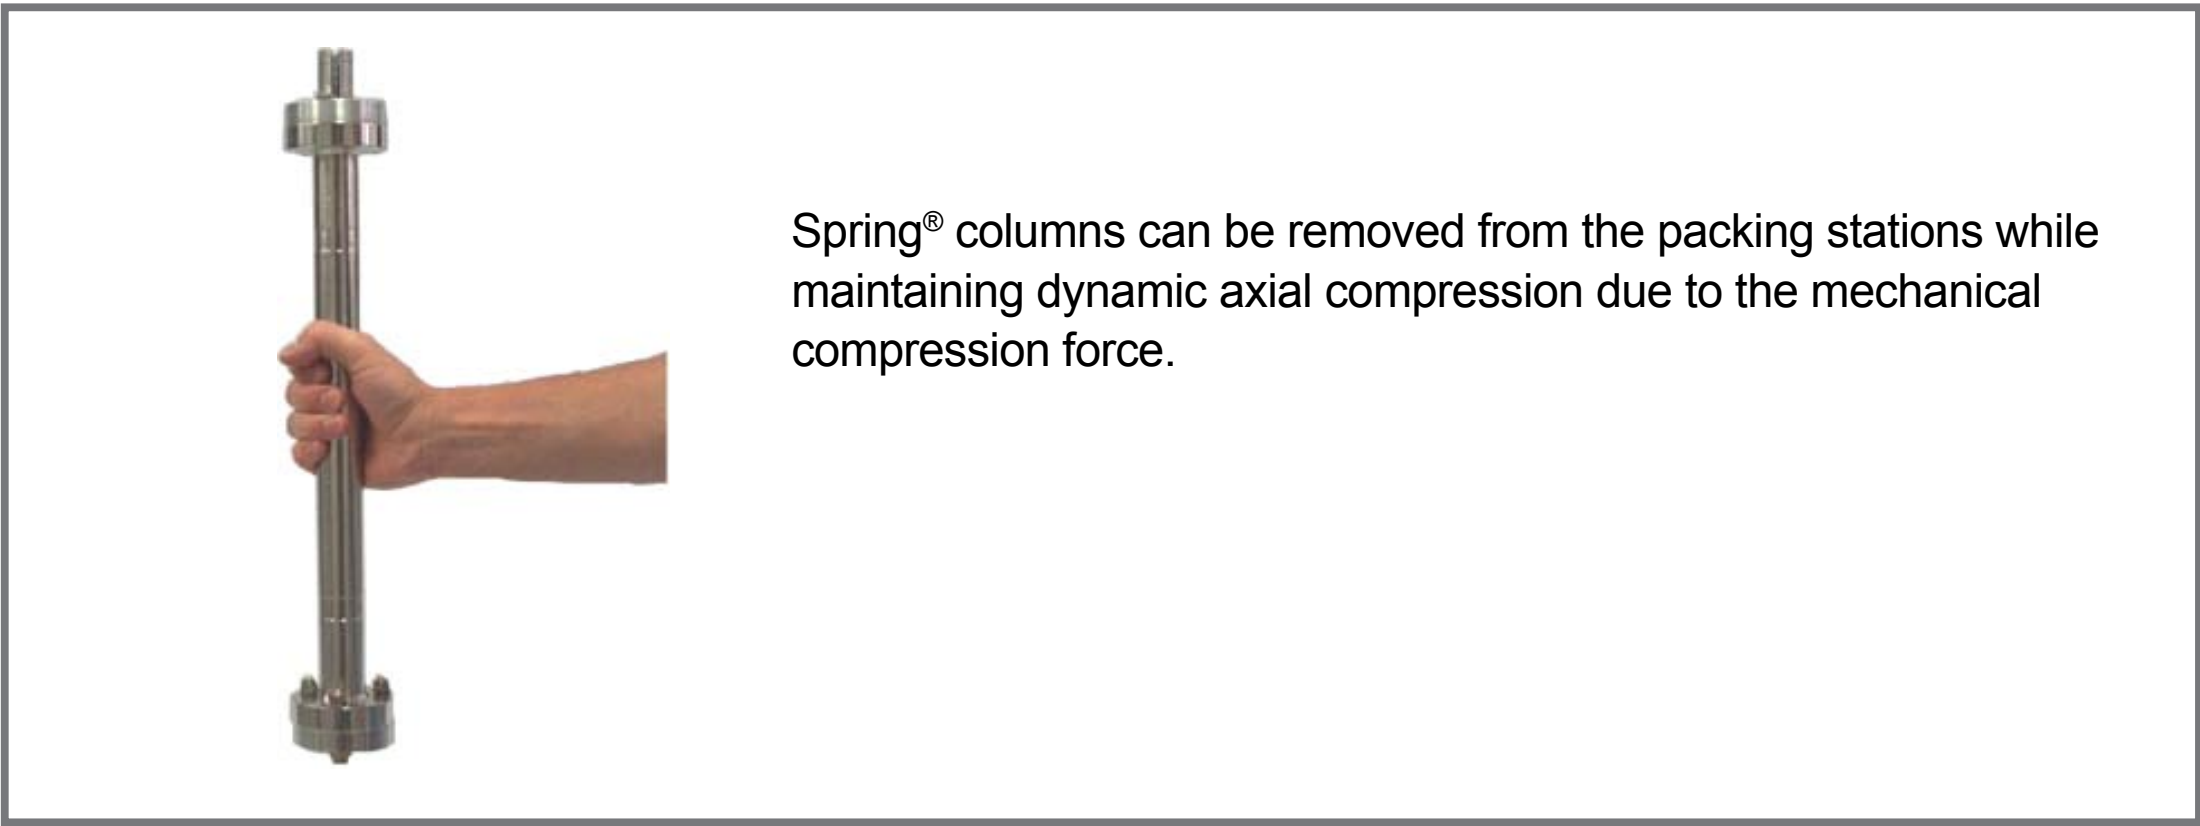 Spring® columns can be removed from the packing stations while
maintaining dynamic axial compression due to the mechanical
compression force.